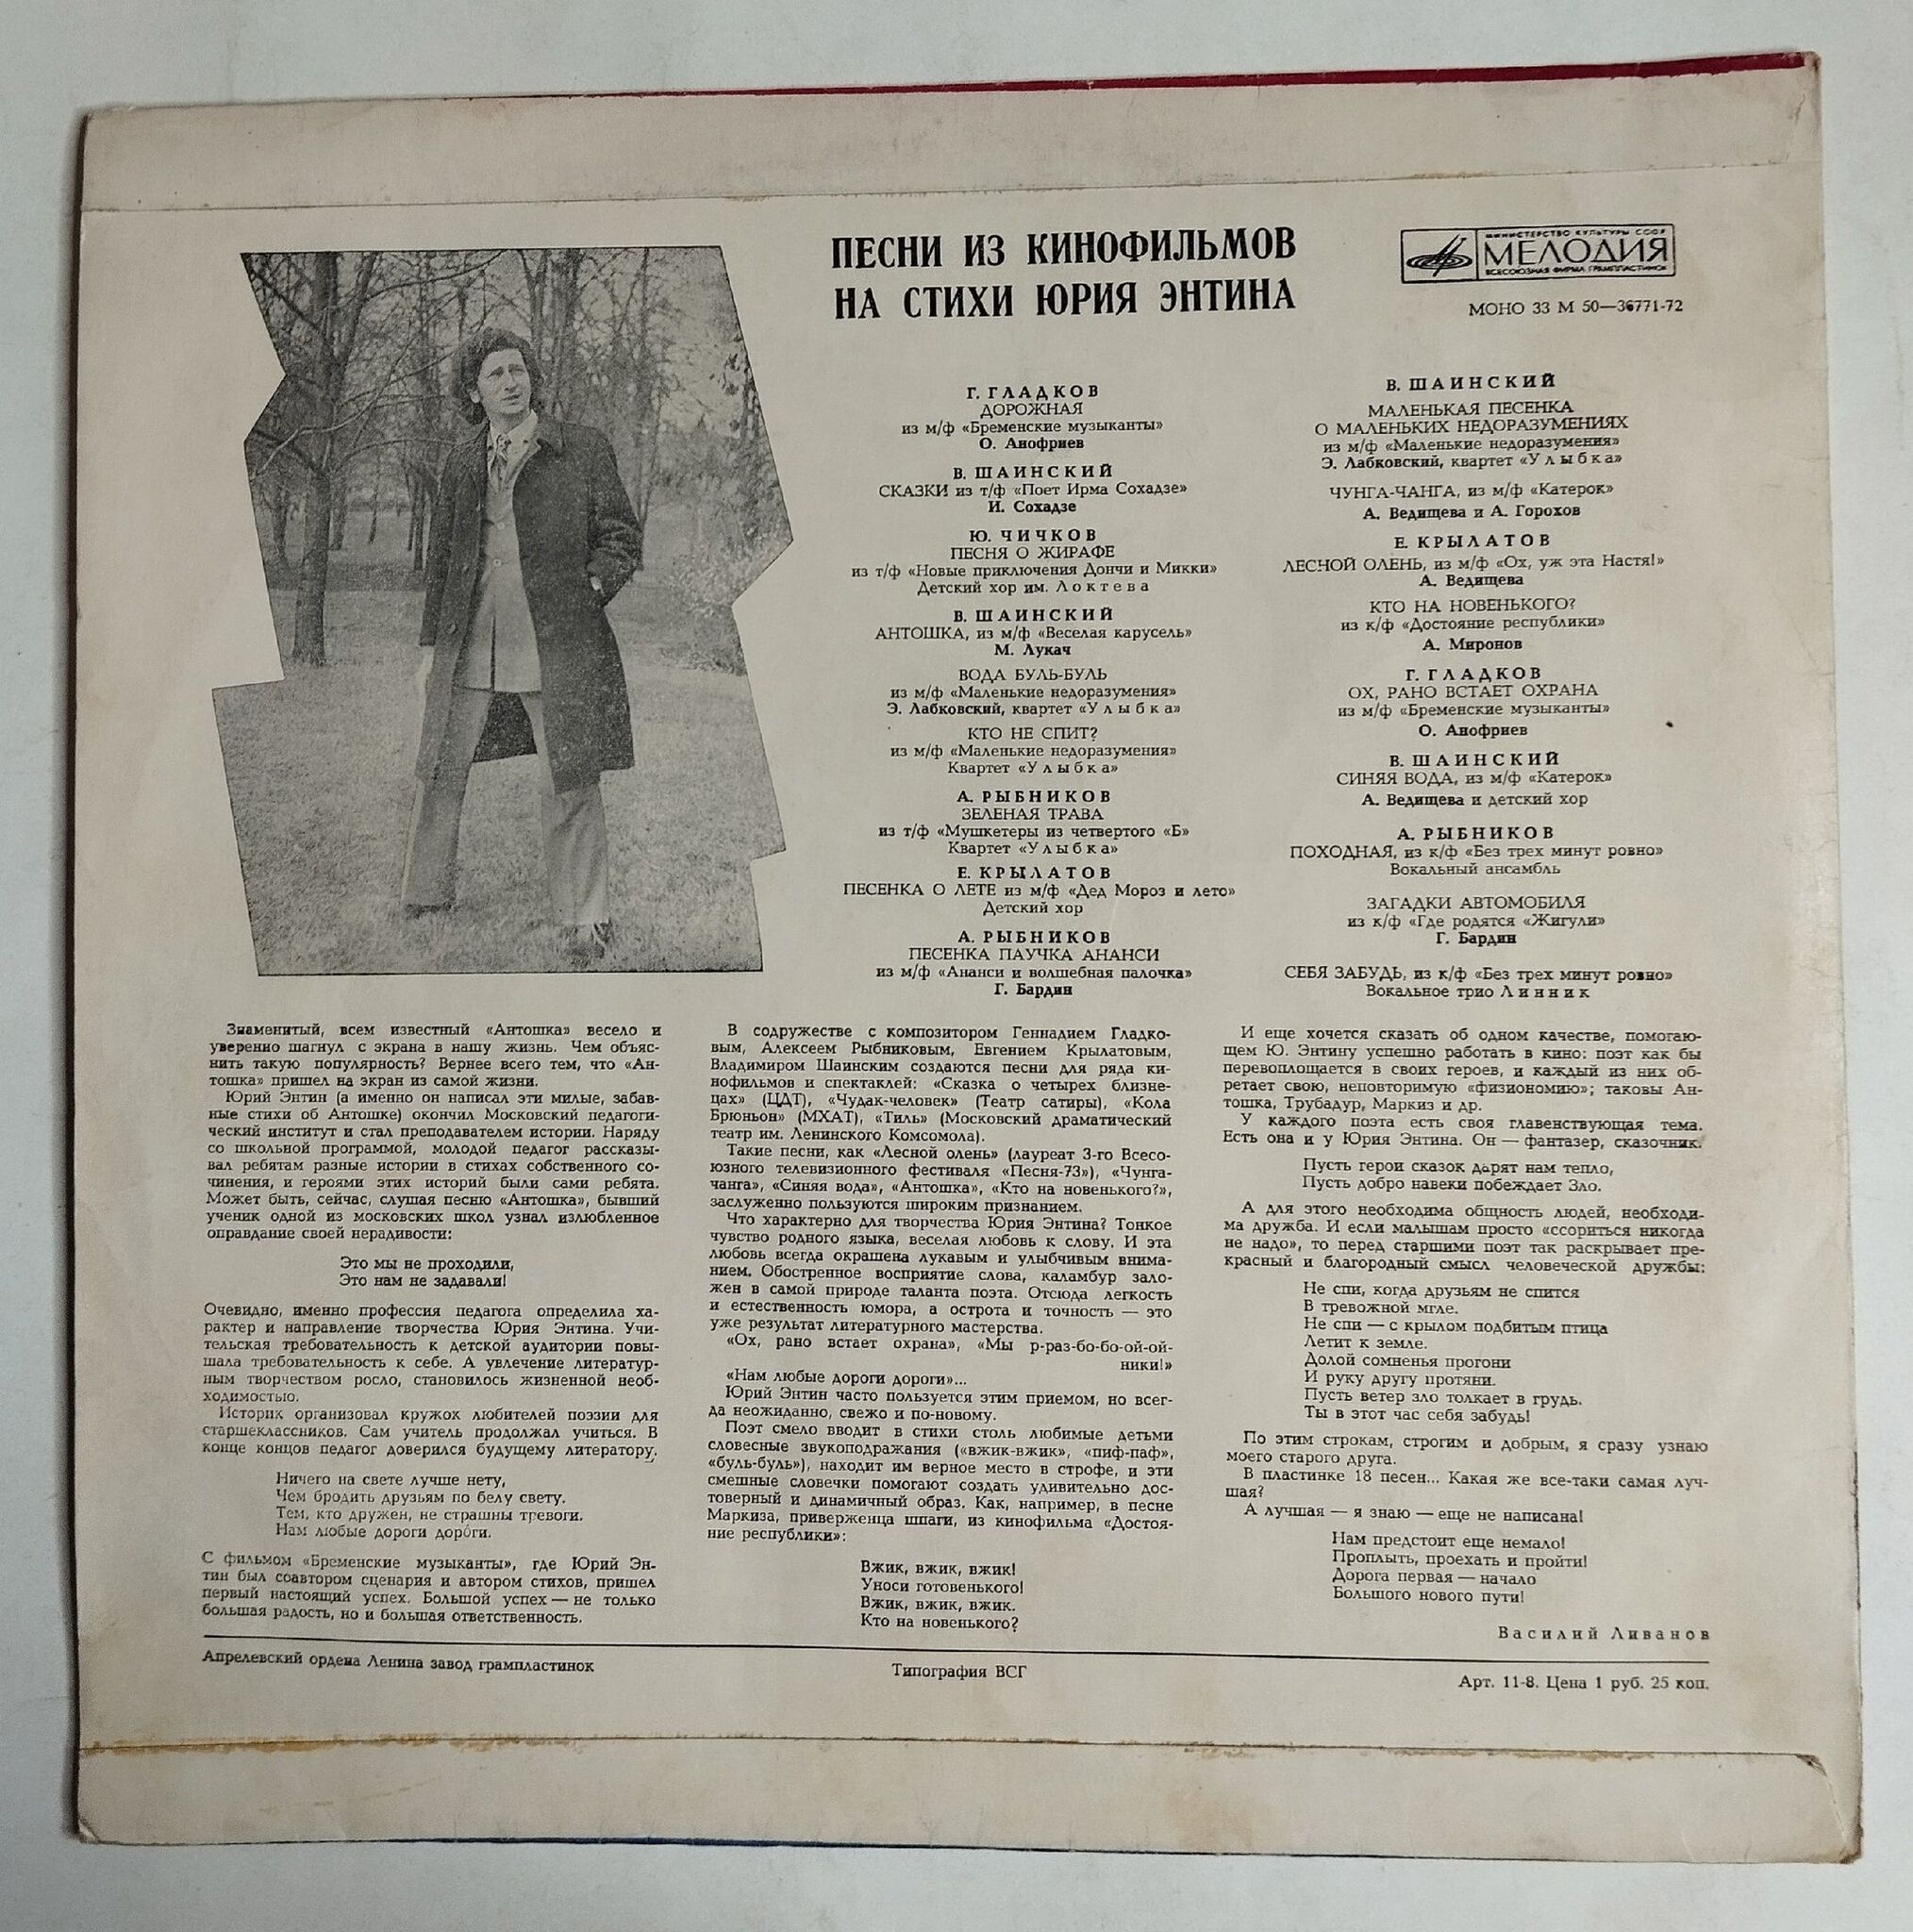 ПЕСНИ ИЗ КИНОФИЛЬМОВ
НА СТИХИ ЮРИЯ ЭНТИНА
МИНИСТЕРСТВО КУЛЬТУРЫ СССР
МЕЛОДИЯ
ВСЕСОЮЗНАЯ ФИРМА ГРАМПЛАСТИНОК
МОНО 33 М 50—36771-72
Г. ГЛАДКОВ
ДОРОЖНАЯ
из м/ф «Бременские музыканты»
О. Анофриев
В. ШАИНСКИЙ
СКАЗКИ из т/ф «Поет Ирма Сохадзе»
И. Сохадзе
Ю. ЧИЧКОВ
ПЕСНЯ О ЖИРАФЕ
из т/ф «Новые приключения Дончи и Микки»
Детский хор им. Локтева
В. ШАИНСКИЙ
АНТОШКА, из м/ф «Веселая карусель»
М. Лукач
ВОДА БУЛЬ-БУЛЬ
из м/ф «Маленькие недоразумения»
Э. Лабковский, квартет «Улыбка»
КТО НЕ СПИТ?
из м/ф «Маленькие недоразумения»
Квартет «Улыбка»
А. РЫБНИКОВ
ЗЕЛЕНАЯ ТРАВА
из т/ф «Мушкетеры из четвертого «Б»
Квартет «Улыбка»
Е. КРЫЛАТОВ
ПЕСЕНКА О ЛЕТЕ из м/ф «Дед Мороз и лето»
Детский хор
А. РЫБНИКОВ
ПЕСЕНКА ПАУЧКА АНАНСИ
из м/ф «Ананси и волшебная палочка»
Г. Бардин
В. ШАИНСКИЙ
МАЛЕНЬКАЯ ПЕСЕНКА
О МАЛЕНЬКИХ НЕДОРАЗУМЕНИЯХ
из м/ф «Маленькие недоразумения»
Э. Лабковский, квартет «Улыбка»
ЧУНГА-ЧАНГА, из м/ф «Катерок»
А. Ведищева и А. Горохов
Е. КРЫЛАТОВ
ЛЕСНОЙ ОЛЕНЬ, из м/ф «Ох, уж эта Настя!»
А. Ведищева
КТО НА НОВЕНЬКОГО?
из к/ф «Достояние республики»
А. Миронов
Г. ГЛАДКОВ
ОХ, РАНО ВСТАЕТ ОХРАНА
из м/ф «Бременские музыканты»
О. Анофриев
В. ШАИНСКИЙ
СИНЯЯ ВОДА, из м/ф «Катерок»
А. Ведищева и детский хор
А. РЫБНИКОВ
ПОХОДНАЯ, из к/ф «Без трех минут ровно»
Вокальный ансамбль
ЗАГАДКИ АВТОМОБИЛЯ
из к/ф «Где родятся «Жигули»
Г. Бардин
СЕБЯ ЗАБУДЬ, из к/ф «Без трех минут ровно»
Вокальное трио Линник
Знаменитый, всем известный «Антошка» весело и
уверенно шагнул с экрана в нашу жизнь. Чем объяс-
нить такую популярность? Вернее всего тем, что «Ан-
тошка» пришел на экран из самой жизни.
Юрий Энтин (а именно он написал эти милые, забав-
ные стихи об Антошке) окончил Московский педагоги-
ческий институт и стал преподавателем истории. Наряду
со школьной программой, молодой педагог рассказы-
вал ребятам разные истории в стихах собственного со-
чинения, и героями этих историй были сами ребята.
Может быть, сейчас, слушая песню «Антошка», бывший
ученик одной из московских школ узнал излюбленное
оправдание своей нерадивости:
Это мы не проходили,
Это нам не задавали!
Очевидно, именно профессия педагога определила ха-
рактер и направление творчества Юрия Энтина. Учи-
тельская требовательность к детской аудитории повы-
шала требовательность к себе. А увлечение литератур-
ным творчеством росло, становилось жизненной необ-
ходимостью.
Историк организовал кружок любителей поэзии для
старшеклассников. Сам учитель продолжал учиться. В
конце концов педагог доверился будущему литератору.
Ничего на свете лучше нету,
Чем бродить друзьям по белу свету.
Тем, кто дружен, не страшны тревоги.
Нам любые дороги дороги.
С фильмом «Бременские музыканты», где Юрий Эн-
тин был соавтором сценария и автором стихов, пришел
первый настоящий успех. Большой успех — не только
большая радость, но и большая ответственность.
В содружестве с композитором Геннадием Гладко-
вым, Алексеем Рыбниковым, Евгением Крылатовым,
Владимиром Шаинским создаются песни для ряда ки-
нофильмов и спектаклей: «Сказка о четырех близне-
цах» (ЦДТ), «Чудак-человек» (Театр сатиры), «Кола
Брюньон» (МХАТ), «Тиль» (Московский драматический
театр им. Ленинского Комсомола).
Такие песни, как «Лесной олень» (лауреат 3-го Всесо-
юзного телевизионного фестиваля «Песня-73»), «Чунга-
чанга», «Синяя вода», «Антошка», «Кто на новенького?»,
заслуженно пользуются широким признанием.
Что характерно для творчества Юрия Энтина? Тонкое
чувство родного языка, веселая любовь к слову. И эта
любовь всегда окрашена лукавым и улыбчивым внима-
нием. Обостренное восприятие слова, каламбур зало-
жен в самой природе таланта поэта. Отсюда легкость
и естественность юмора, а острота и точность — это
уже результат литературного мастерства.
«Ох, рано встает охрана», «Мы р-раз-бо-бо-ой-ой-
ники!»
«Нам любые дороги дороги»...
Юрий Энтин часто пользуется этим приемом, но всег-
да неожиданно, свежо и по-новому.
Поэт смело вводит в стихи столь любимые детьми
словесные звукоподражания («вжик-вжик», «пиф-паф»,
«буль-буль»), находит им верное место в строфе, и эти
смешные словечки помогают создать удивительно дос-
товерный и динамичный образ. Как, например, в песне
Маркиза, приверженца шпаги, из кинофильма «Достоя-
ние республики»:
Вжик, вжик, вжик!
Уноси готовенького!
Вжик, вжик, вжик.
Кто на новенького?
И еще хочется сказать об одном качестве, помогаю-
щем Ю. Энтину успешно работать в кино: поэт как бы
перевоплощается в своих героев, и каждый из них об-
ретает свою, неповторимую «физиономию»; таковы Ан-
тошка, Трубадур, Маркиз и др.
У каждого поэта есть своя главенствующая тема.
Есть она и у Юрия Энтина. Он — фантазер, сказочник.
Пусть герои сказок дарят нам тепло,
Пусть добро навеки побеждает Зло.
А для этого необходима общность людей, необходи-
ма дружба. И если малышам просто «ссориться никогда
не надо», то перед старшими поэт так раскрывает пре-
красный и благородный смысл человеческой дружбы:
Не спи, когда друзьям не спится
В тревожной мгле.
Не спи — с крылом подбитым птица
Летит к земле.
Долой сомненья прогони
И руку другу протяни.
Пусть ветер зло толкает в грудь.
Ты в этот час себя забудь!
По этим строкам, строгим и добрым, я сразу узнаю
моего старого друга.
В пластинке 18 песен... Какая же все-таки самая луч-
шая?
А лучшая — я знаю — еще не написана!
Нам предстоит еще немало!
Проплыть, проехать и пройти!
Дорога первая — начало
Большого нового пути!
Василий Ливанов
Апрелевский ордена Ленина завод грампластинок
Типография ВСГ
Арт. 11-8. Цена 1 руб. 25 коп.